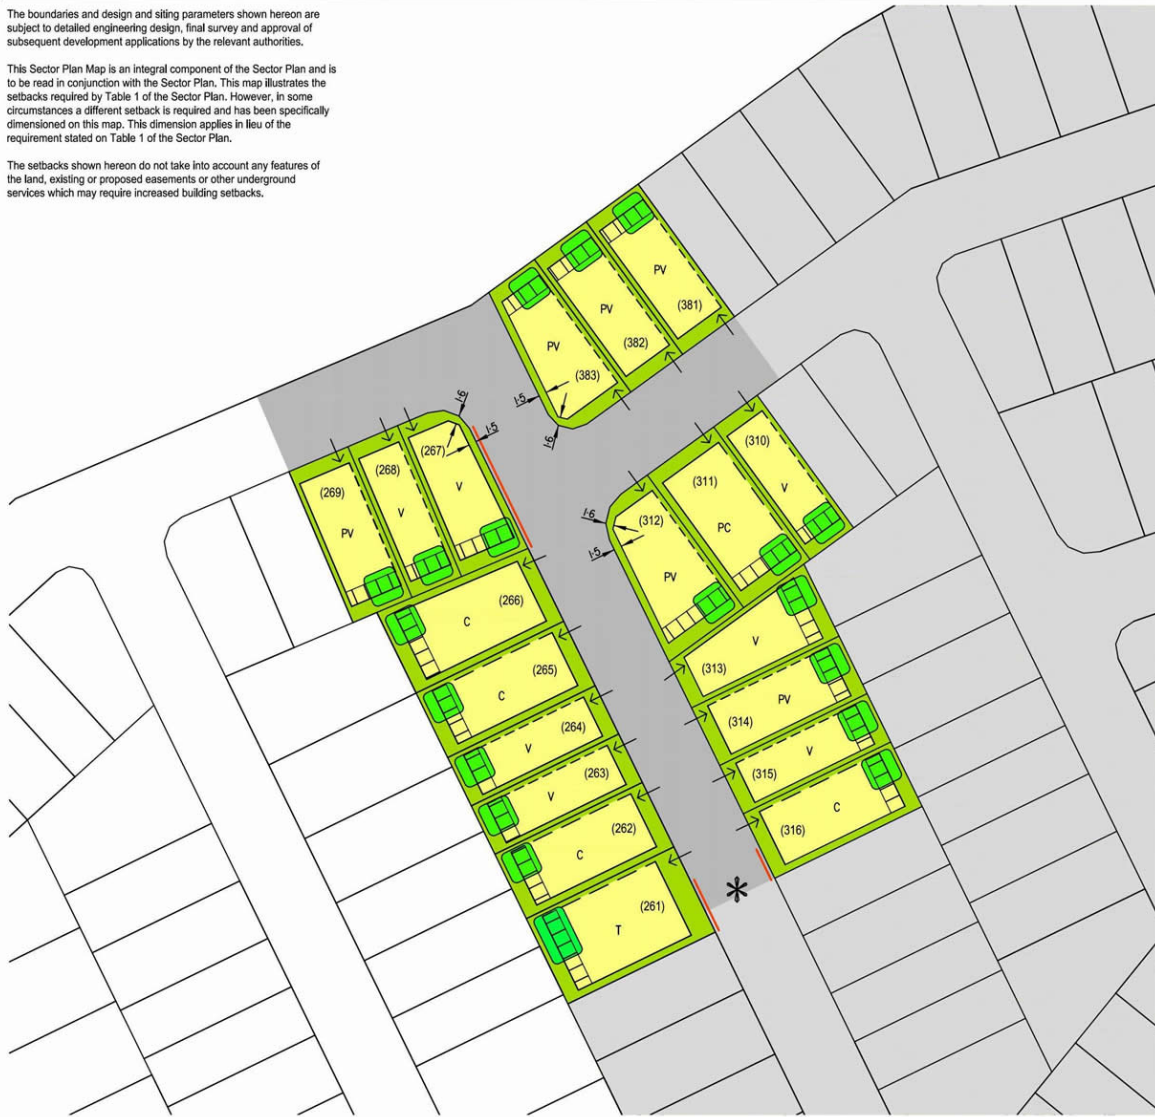 The boundaries and design and siting parameters shown hereon are
subject to detailed engineering design, final survey and approval of
subsequent development applications by the relevant authorities.
This Sector Plan Map is an integral component of the Sector Plan and is
to be read in conjunction with the Sector Plan. This map illustrates the
setbacks required by Table 1 of the Sector Plan. However, in some
circumstances a different setback is required and has been specifically
dimensioned on this map. This dimension applies in lieu of the
requirement stated on Table 1 of the Sector Plan.
The setbacks shown hereon do not take into account any features of
the land, existing or proposed easements or other underground
services which may require increased building setbacks.
PV
(381)
PV
(382)
PV
(383)
1·5
1·6
1·6
1·5
(267)
V
(268)
V
(269)
PV
(310)
V
(311)
PC
(312)
PV
1·6
1·5
(266)
C
(265)
C
(264)
V
(263)
V
(262)
C
(261)
T
V
(313)
PV
(314)
V
(315)
C
(316)